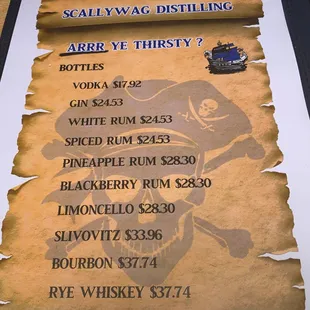 SCALLYWAG DISTILLING
ARRR YE THIRSTY ?
BOTTLES
VODKA $17.92
GIN $24.53
WHITE RUM $24.53
SPICED RUM $24.53
PINEAPPLE RUM $28.30
BLACKBERRY RUM $28.30
LIMONCELLO $28.30
SLIVOVITZ $33.96
BOURBON $37.74
RYE WHISKEY $37.74